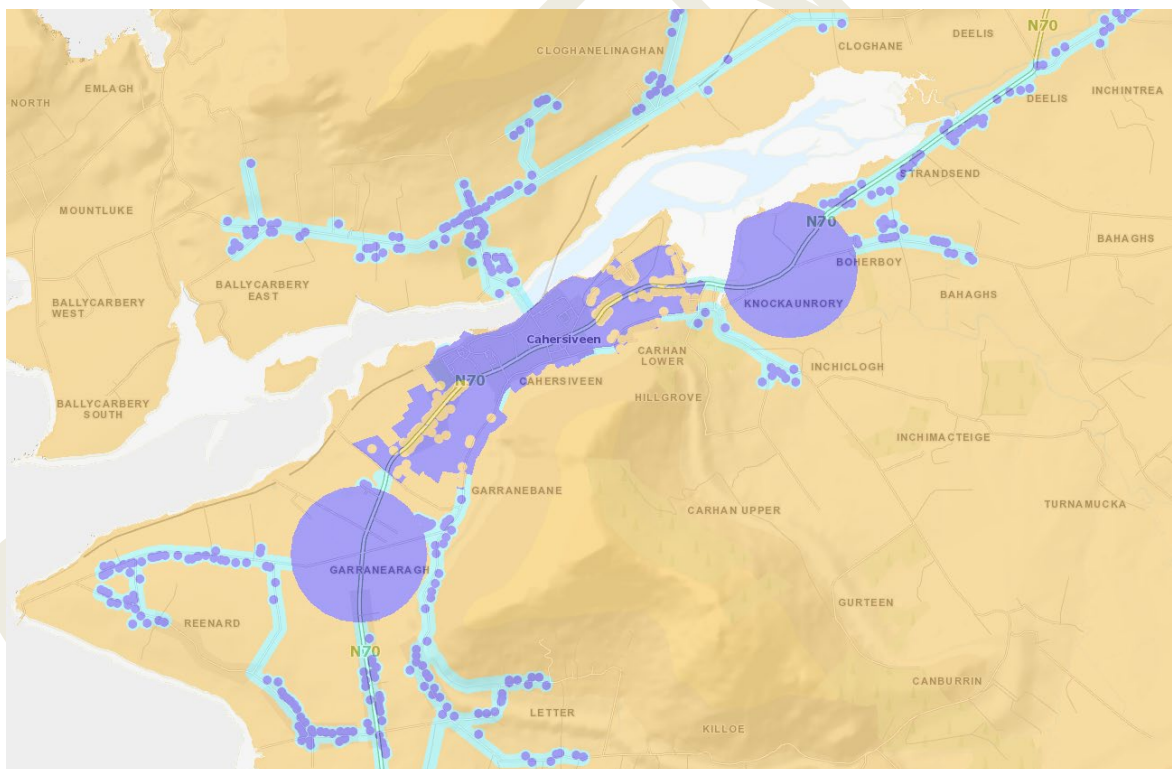 N70
DEELIS
CLOGHANE
CLOGHANELINAGHAN
EMLAGH
INCHINTREA
DEELIS
NORTH
STRANDSEND
MOUNTLUKE
N70
BAHAGHS
BOHERBOY
BALLYCARBERY
EAST
BALLYCARBERY
WEST
BAHAGHS
KNOCKAUNRORY
Cahersiveen
CARHAN
LOWER
INCHICLOGH
N70
CAHERSIVEEN
HILLGROVE
BALLYCARBERY
SOUTH
INCHIMACTEIGE
GARRANEBANE
TURNAMUCKA
CARHAN UPPER
GARRANEARAGH
GURTEEN
REENARD
N70
CANBURRIN
LETTER
KILLOE